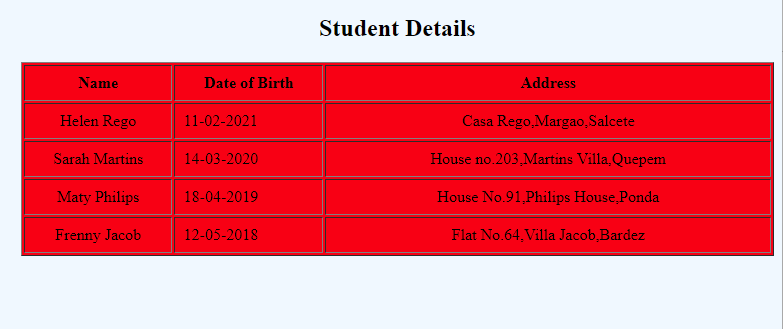 Student Details
Name Date of Birth Address
Helen Rego 11-02-2021 Casa Rego,Margao,Salcete
Sarah Martins 14-03-2020 House no.203,Martins Villa,Quepem
Maty Philips 18-04-2019 House No.91,Philips House,Ponda
Frenny Jacob 12-05-2018 Flat No.64,Villa Jacob,Bardez